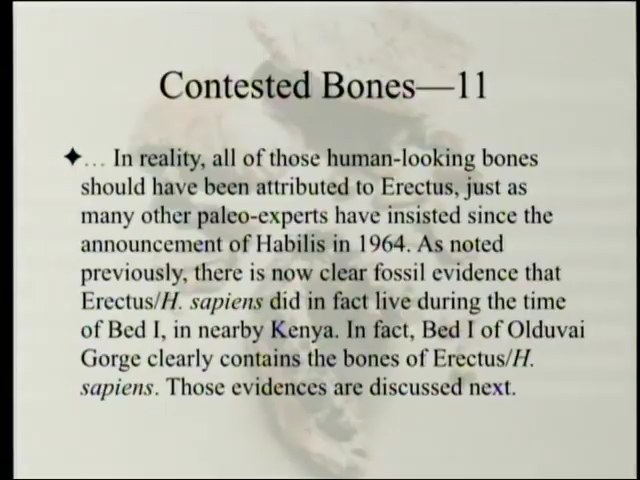 Contested Bones—11
✦… In reality, all of those human-looking bones
should have been attributed to Erectus, just as
many other paleo-experts have insisted since the
announcement of Habilis in 1964. As noted
previously, there is now clear fossil evidence that
Erectus/H. sapiens did in fact live during the time
of Bed I, in nearby Kenya. In fact, Bed I of Olduvai
Gorge clearly contains the bones of Erectus/H.
sapiens. Those evidences are discussed next.